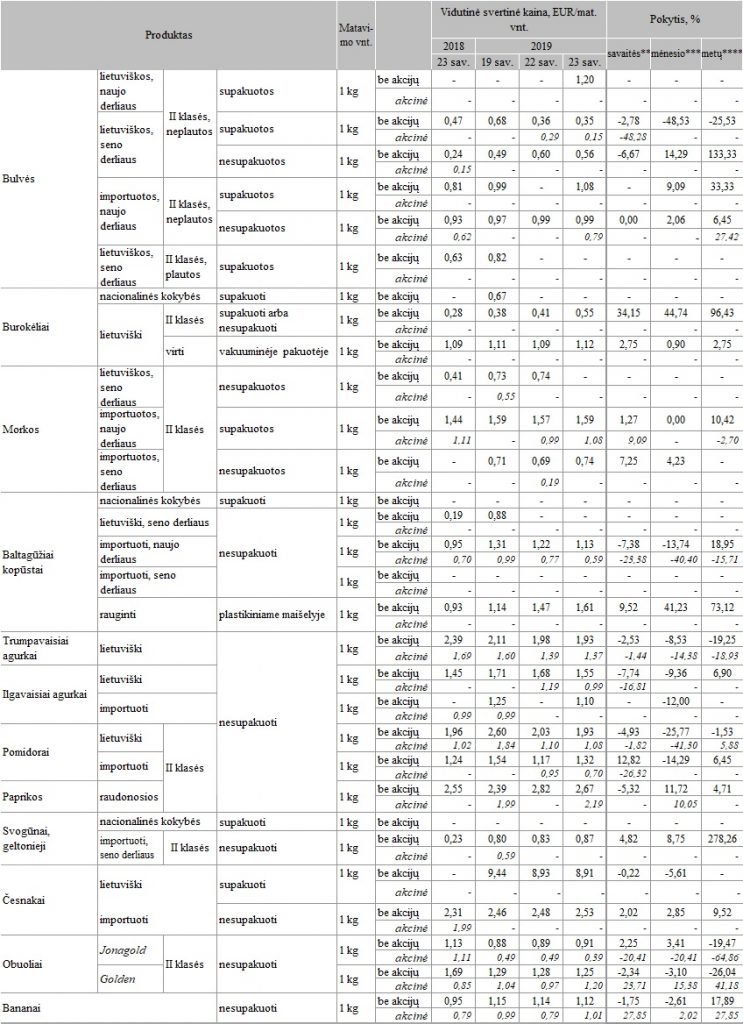 Produktas Matavi- Vidutinė svertinė kaina, EUR/mat. Pokytis, %
mo vnt. vnt.
2018 2019 savaitės** mėnesio*** metų****
23 sav. 19 sav. 22 sav. 23 sav.
Bulvės lietuviškos, naujo derliaus II klasės, neplautos supakuotos 1 kg be akcijų - - - 1,20 - - -
akcinė - - - - - - -
lietuviškos, seno derliaus supakuotos 1 kg be akcijų 0,47 0,68 0,36 0,35 -2,78 -48,53 -25,53
akcinė - - 0,29 0,15 -48,28 - -
nesupakuotos 1 kg be akcijų 0,24 0,49 0,60 0,56 -6,67 14,29 133,33
akcinė 0,15 - - - - - -
importuotos, naujo derliaus II klasės, neplautos supakuotos 1 kg be akcijų 0,81 0,99 - 1,08 - 9,09 33,33
akcinė - - - - - - -
nesupakuotos 1 kg be akcijų 0,93 0,97 0,99 0,99 0,00 2,06 6,45
akcinė 0,62 - - 0,79 - - 27,42
lietuviškos, seno derliaus II klasės, plautos supakuotos 1 kg be akcijų 0,63 0,82 - - - - -
akcinė - - - - - - -
Burokėliai nacionalinės kokybės supakuoti 1 kg be akcijų - 0,67 - - - - -
lietuviški II klasės supakuoti arba nesupakuoti 1 kg be akcijų 0,28 0,38 0,41 0,55 34,15 44,74 96,43
akcinė - - - - - - -
virti vakuuminėje pakuotėje 1 kg be akcijų 1,09 1,11 1,09 1,12 2,75 0,90 2,75
akcinė - - - - - - -
Morkos lietuviškos, seno derliaus II klasės nesupakuotos 1 kg be akcijų 0,41 0,73 0,74 - - - -
akcinė - 0,55 - - - - -
importuotos, naujo derliaus supakuotos 1 kg be akcijų 1,44 1,59 1,57 1,59 1,27 0,00 10,42
akcinė 1,11 - 0,99 1,08 9,09 - -2,70
importuotos, seno derliaus nesupakuotos 1 kg be akcijų - 0,71 0,69 0,74 7,25 4,23 -
akcinė - - 0,19 - - - -
Baltagūžiai kopūstai nacionalinės kokybės supakuoti 1 kg be akcijų - - - - - - -
lietuviški, seno derliaus nesupakuoti 1 kg be akcijų 0,19 0,88 - - - - -
akcinė - - - - - - -
importuoti, naujo derliaus 1 kg be akcijų 0,95 1,31 1,22 1,13 -7,38 -13,74 18,95
akcinė 0,70 0,99 0,77 0,59 -23,38 -40,40 -15,71
importuoti, seno derliaus 1 kg be akcijų - - - - - - -
akcinė - - - - - - -
rauginti plastikiniame maišelyje 1 kg be akcijų 0,93 1,14 1,47 1,61 9,52 41,23 73,12
akcinė - - - - - - -
Trumpavaisiai agurkai lietuviški nesupakuoti 1 kg be akcijų 2,39 2,11 1,98 1,93 -2,53 -8,53 -19,25
akcinė 1,69 1,60 1,39 1,37 -1,44 -14,38 -18,93
Ilgavaisiai agurkai lietuviški 1 kg be akcijų 1,45 1,71 1,68 1,55 -7,74 -9,36 6,90
akcinė - - 1,19 0,99 -16,81 - -
importuoti 1 kg be akcijų - 1,25 - 1,10 - -12,00 -
akcinė 0,99 0,99 - - - - -
Pomidorai lietuviški II klasės 1 kg be akcijų 1,96 2,60 2,03 1,93 -4,93 -25,77 -1,53
akcinė 1,02 1,84 1,10 1,08 -1,82 -41,30 5,88
importuoti 1 kg be akcijų 1,24 1,54 1,17 1,32 12,82 -14,29 6,45
akcinė - - 0,95 0,70 -26,32 - -
Paprikos raudonosios 1 kg be akcijų 2,55 2,39 2,82 2,67 -5,32 11,72 4,71
akcinė - 1,99 - 2,19 - 10,05 -
Svogūnai, geltonieji nacionalinės kokybės supakuoti 1 kg be akcijų - - - - - - -
importuoti, seno derliaus II klasės nesupakuoti 1 kg be akcijų 0,23 0,80 0,83 0,87 4,82 8,75 278,26
akcinė - 0,59 - - - - -
Česnakai lietuviški supakuoti 1 kg be akcijų - 9,44 8,93 8,91 -0,22 -5,61 -
akcinė - - - - - - -
importuoti nesupakuoti 1 kg be akcijų 2,31 2,46 2,48 2,53 2,02 2,85 9,52
akcinė 1,99 - - - - - -
Obuoliai Jonagold II klasės nesupakuoti 1 kg be akcijų 1,13 0,88 0,89 0,91 2,25 3,41 -19,47
akcinė 1,11 0,49 0,49 0,39 -20,41 -20,41 -64,86
Golden 1 kg be akcijų 1,69 1,29 1,28 1,25 -2,34 -3,10 -26,04
akcinė 0,85 1,04 0,97 1,20 23,71 15,38 41,18
Bananai nesupakuoti 1 kg be akcijų 0,95 1,15 1,14 1,12 -1,75 -2,61 17,89
akcinė 0,79 0,99 0,79 1,01 27,85 2,02 27,85